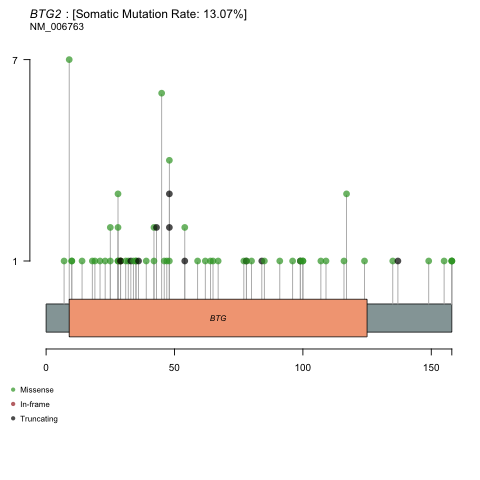 BTG2 : [Somatic Mutation Rate: 13.07%]
NM_006763
7
1
BTG
0 50 100 150
Missense
In-frame
Truncating